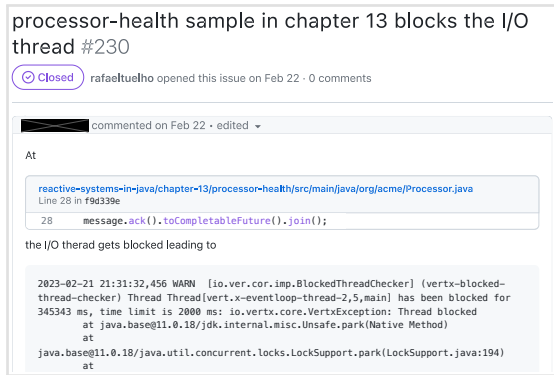 processor-health sample in chapter 13 blocks the I/O
thread #230
Closed rafaeltuelho opened this issue on Feb 22 · 0 comments
commented on Feb 22 • edited
At
reactive-systems-in-java/chapter-13/processor-health/src/main/java/org/acme/Processor.java
Line 28 in f9d339e
28 message.ack().toCompletableFuture().join();
the I/O therad gets blocked leading to
2023-02-21 21:31:32,456 WARN [io.ver.cor.imp.BlockedThreadChecker] (vertx-blocked-
thread-checker) Thread Thread[vert.x-eventloop-thread-2,5,main] has been blocked for
345343 ms, time limit is 2000 ms: io.vertx.core.VertxException: Thread blocked
at java.base@11.0.18/jdk.internal.misc.Unsafe.park(Native Method)
at
java.base@11.0.18/java.util.concurrent.locks.LockSupport.park(LockSupport.java:194)
at